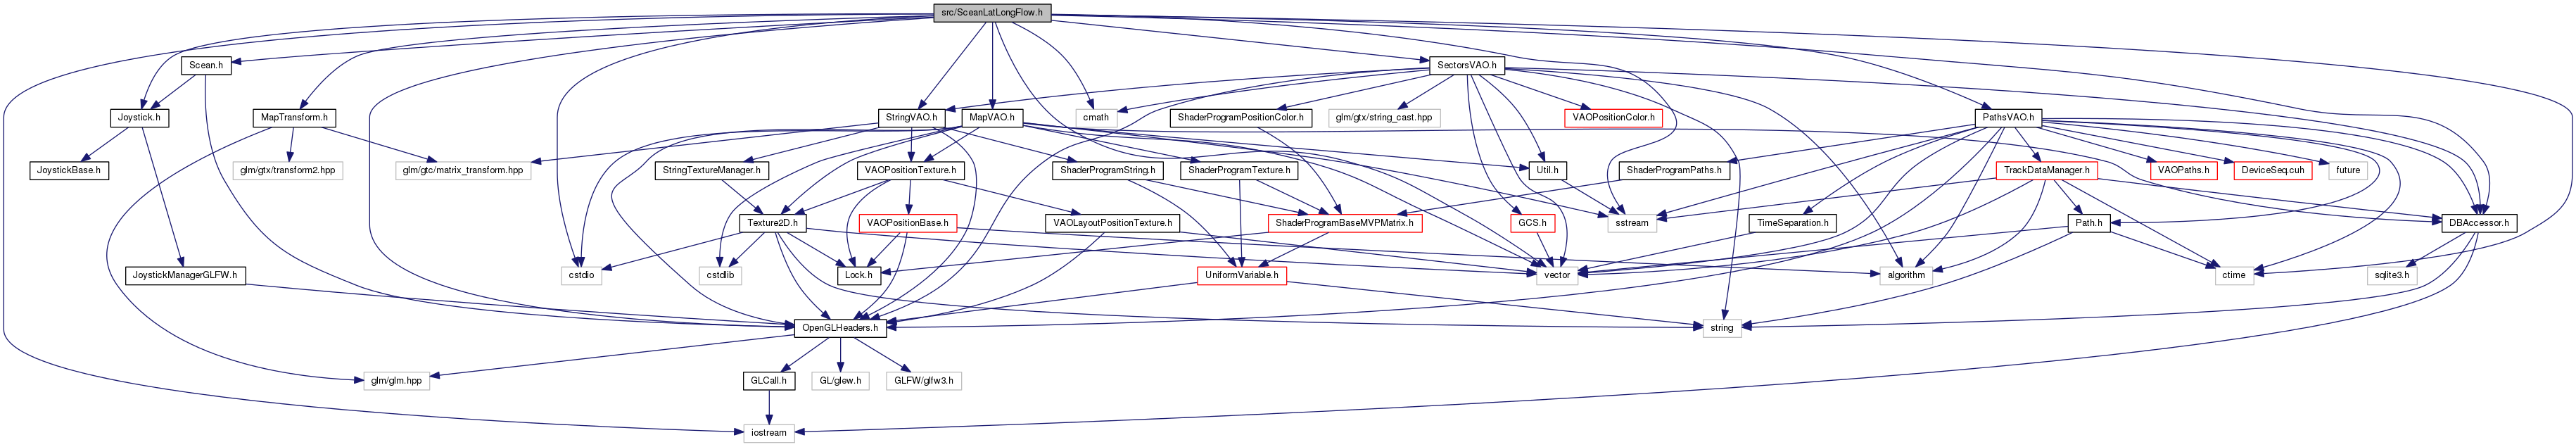 src/SceanLatLongFlow.h
Scean.h
SectorsVAO.h
Joystick.h
MapTransform.h
StringVAO.h
MapVAO.h
cmath
ShaderProgramPositionColor.h
glm/gtx/string_cast.hpp
VAOPositionColor.h
PathsVAO.h
JoystickBase.h
glm/gtx/transform2.hpp
glm/gtc/matrix_transform.hpp
StringTextureManager.h
VAOPositionTexture.h
ShaderProgramString.h
ShaderProgramTexture.h
Util.h
ShaderProgramPaths.h
TrackDataManager.h
VAOPaths.h
DeviceSeq.cuh
future
Texture2D.h
VAOPositionBase.h
VAOLayoutPositionTexture.h
ShaderProgramBaseMVPMatrix.h
GCS.h
sstream
TimeSeparation.h
Path.h
DBAccessor.h
JoystickManagerGLFW.h
cstdio
cstdlib
Lock.h
UniformVariable.h
vector
algorithm
ctime
sqlite3.h
OpenGLHeaders.h
string
glm/glm.hpp
GLCall.h
GL/glew.h
GLFW/glfw3.h
iostream